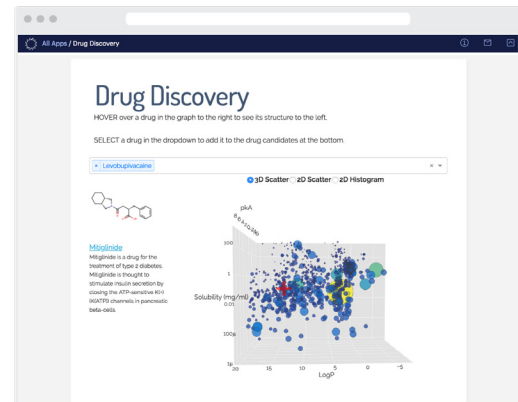 All Apps / Drug Discovery
Drug Discovery
HOVER over a drug in the graph to the right to see its structure to the left.
SELECT a drug in the dropdown to add it to the drug candidates at the bottom.
× Levobupivacaine
3D Scatter 2D Scatter 2D Histogram
Mitiglinide
Mitiglinide is a drug for the
treatment of type 2 diabetes.
Mitiglinide is thought to
stimulate insulin secretion by
closing the ATP-sensitive K(+)
(K(ATP)) channels in pancreatic
beta-cells.
pkA
100
1
Solubility (mg/ml)
0.01
100μ
1μ
20 15 10 5 0 −5
LogP